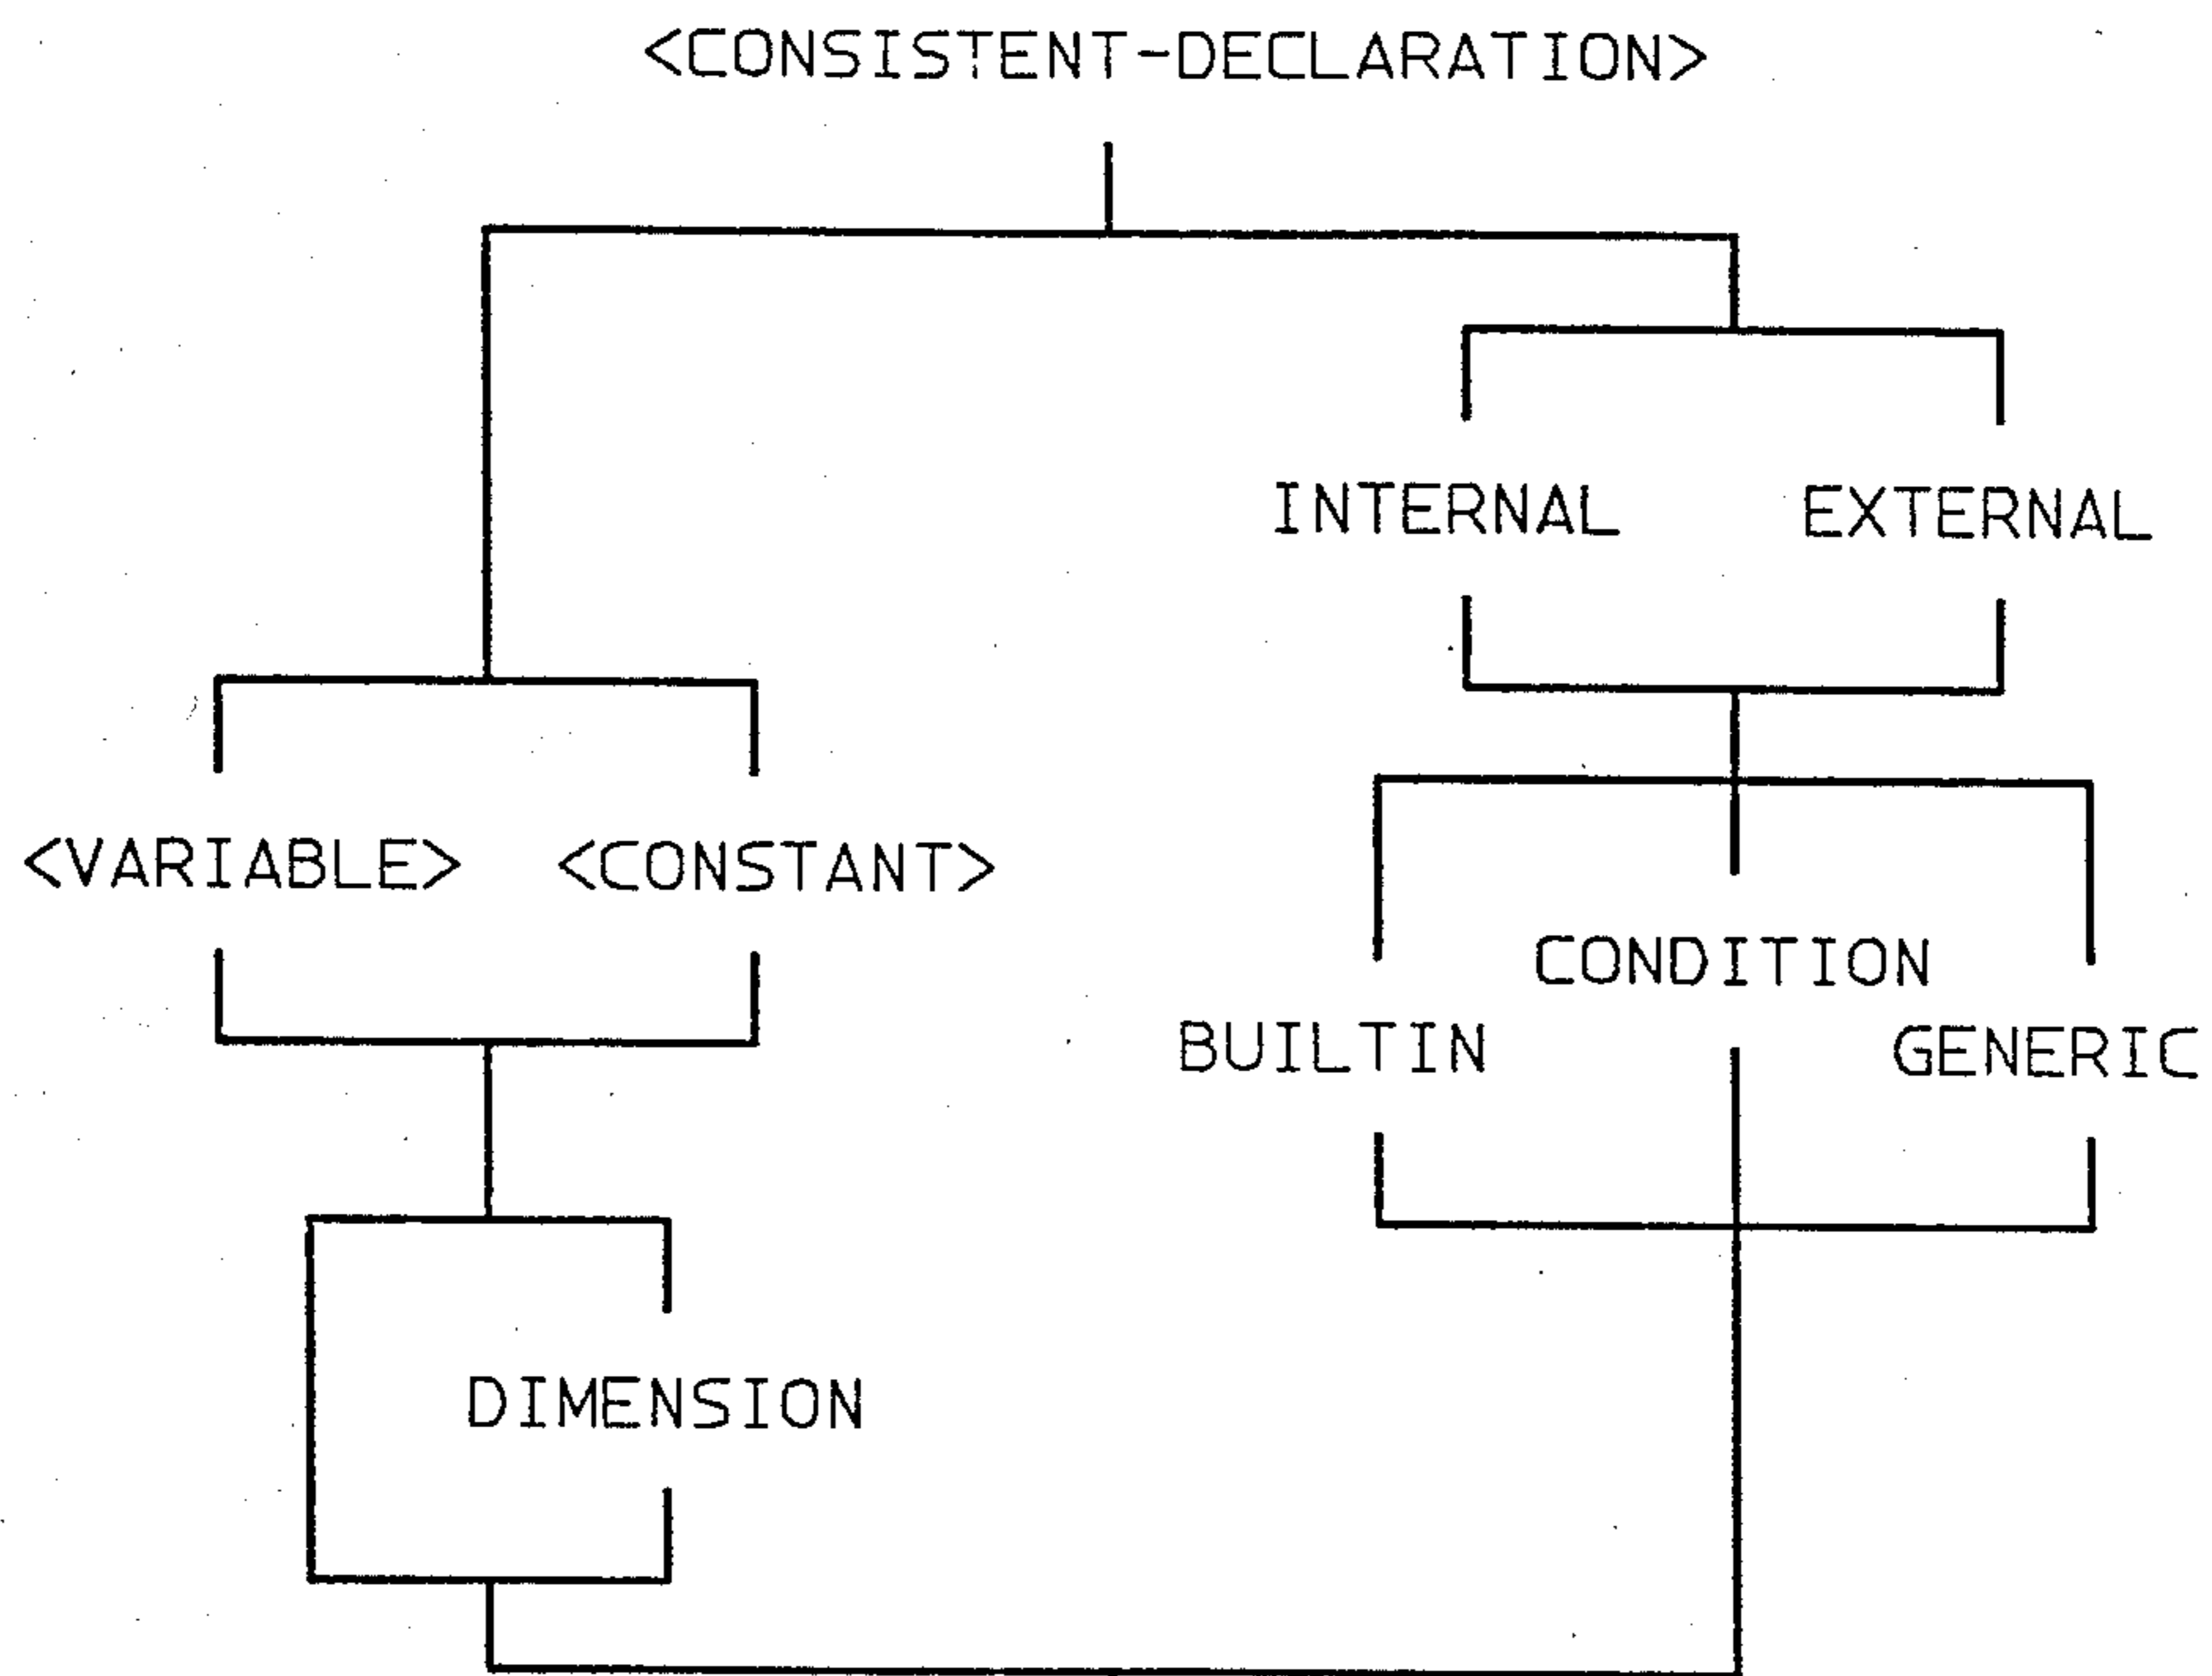 <CONSISTENT-DECLARATION>
INTERNAL EXTERNAL
<VARIABLE> <CONSTANT>
CONDITION
BUILTIN GENERIC
DIMENSION